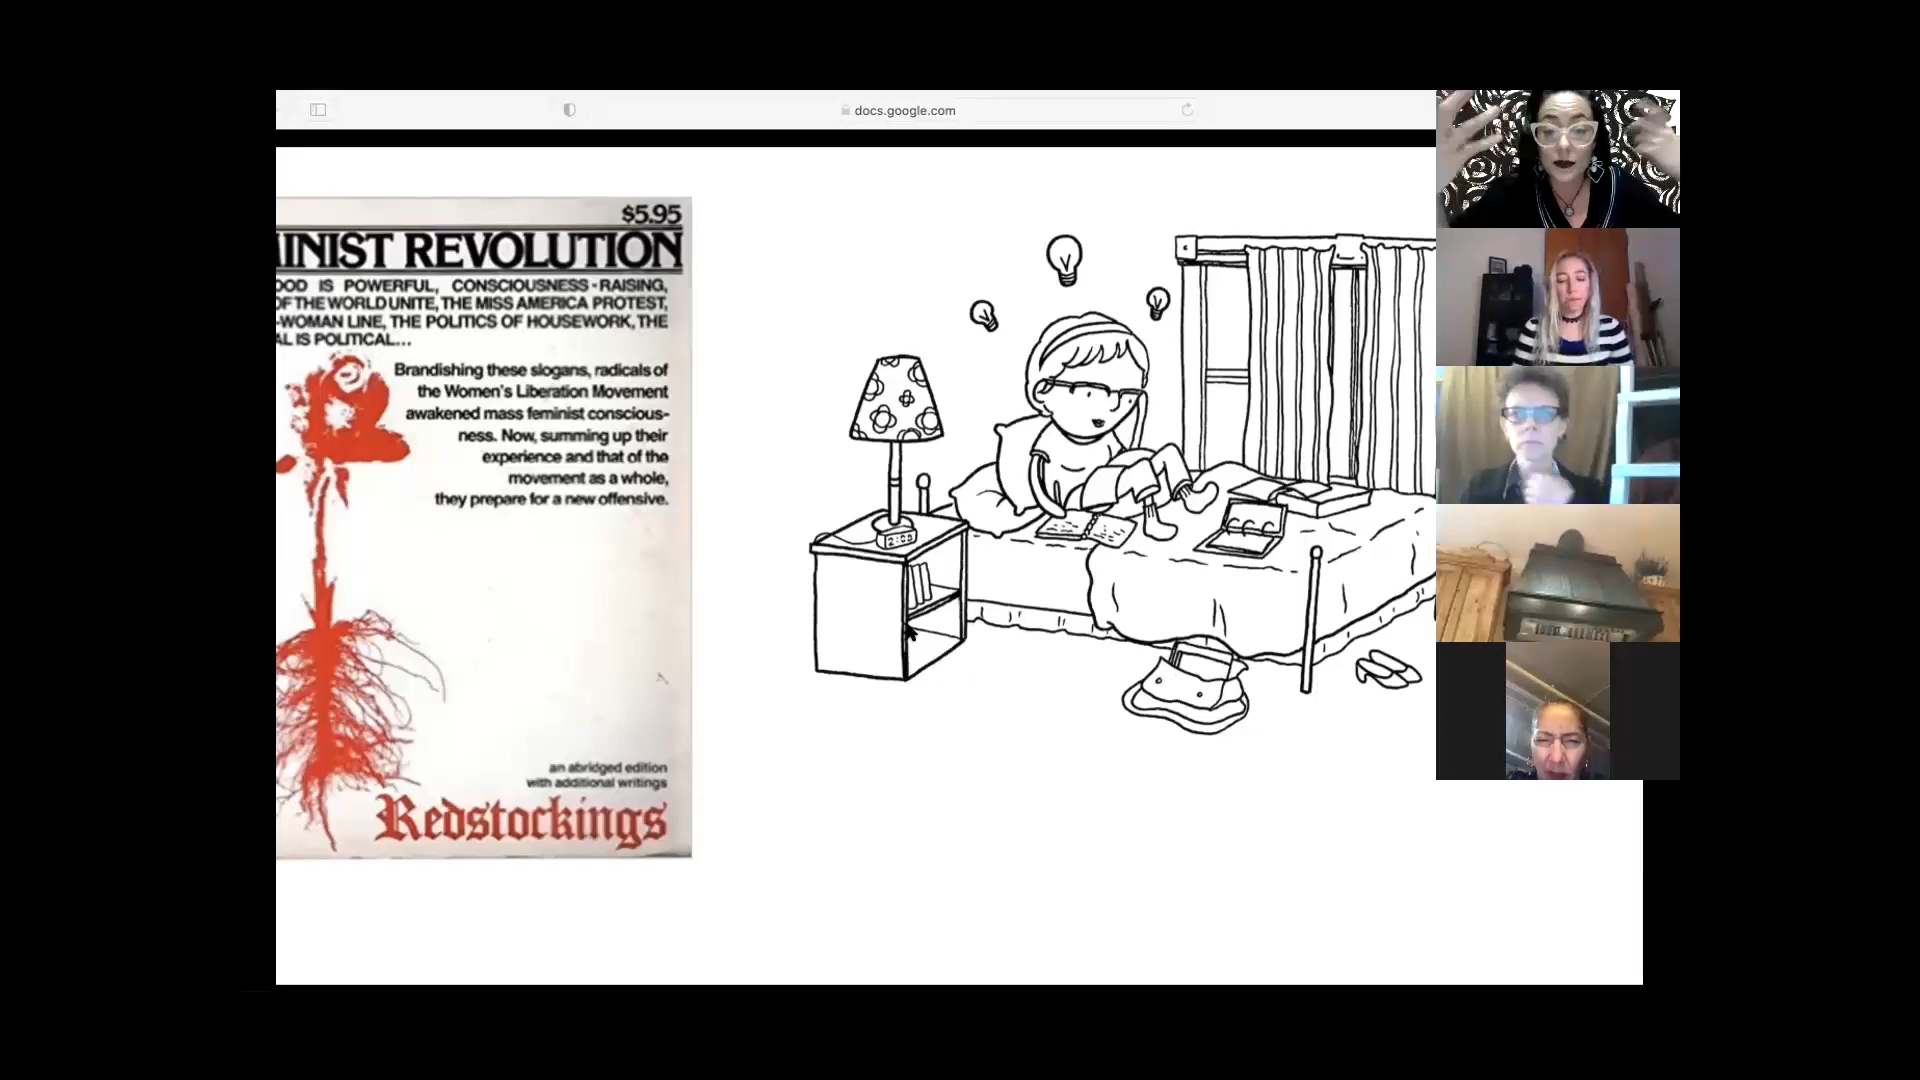 docs.google.com
$5.95
INIST REVOLUTION
OOD IS POWERFUL, CONSCIOUSNESS-RAISING,
OF THE WORLD UNITE, THE MISS AMERICA PROTEST,
-WOMAN LINE, THE POLITICS OF HOUSEWORK, THE
AL IS POLITICAL...
Brandishing these slogans, radicals of
the Women's Liberation Movement
awakened mass feminist conscious-
ness. Now, summing up their
experience and that of the
movement as a whole,
they prepare for a new offensive.
2:00
an abridged edition
with additional writings
Redstockings